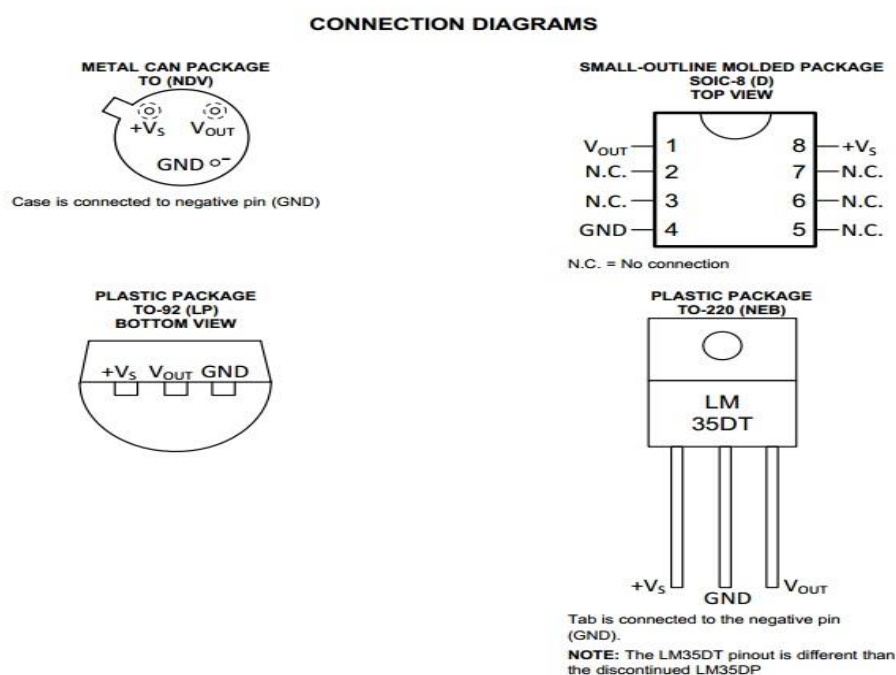 CONNECTION DIAGRAMS
METAL CAN PACKAGE
TO (NDV)
+VS VOUT
GND -
Case is connected to negative pin (GND)
SMALL-OUTLINE MOLDED PACKAGE
SOIC-8 (D)
TOP VIEW
VOUT 1 8 +VS
N.C. 2 7 N.C.
N.C. 3 6 N.C.
GND 4 5 N.C.
N.C. = No connection
PLASTIC PACKAGE
TO-92 (LP)
BOTTOM VIEW
+VS VOUT GND
PLASTIC PACKAGE
TO-220 (NEB)
LM
35DT
+VS GND VOUT
Tab is connected to the negative pin
(GND).
NOTE: The LM35DT pinout is different than
the discontinued LM35DP